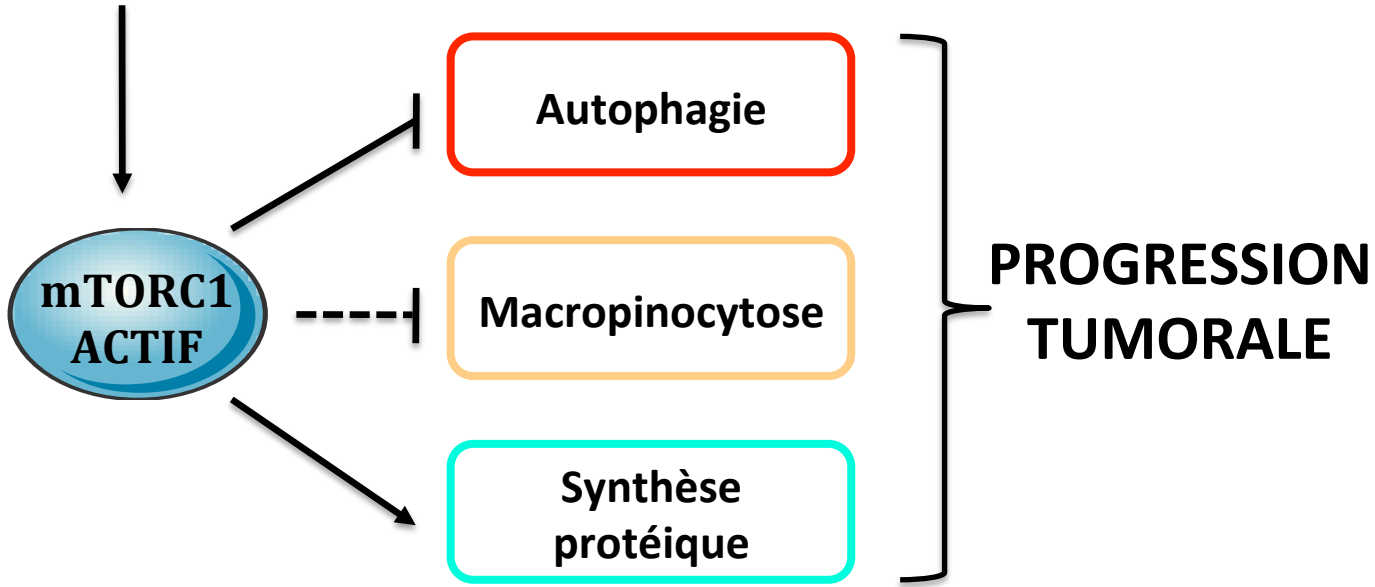 Autophagie
mTORC1
ACTIF
Macropinocytose
Synthèse
protéique
PROGRESSION
TUMORALE